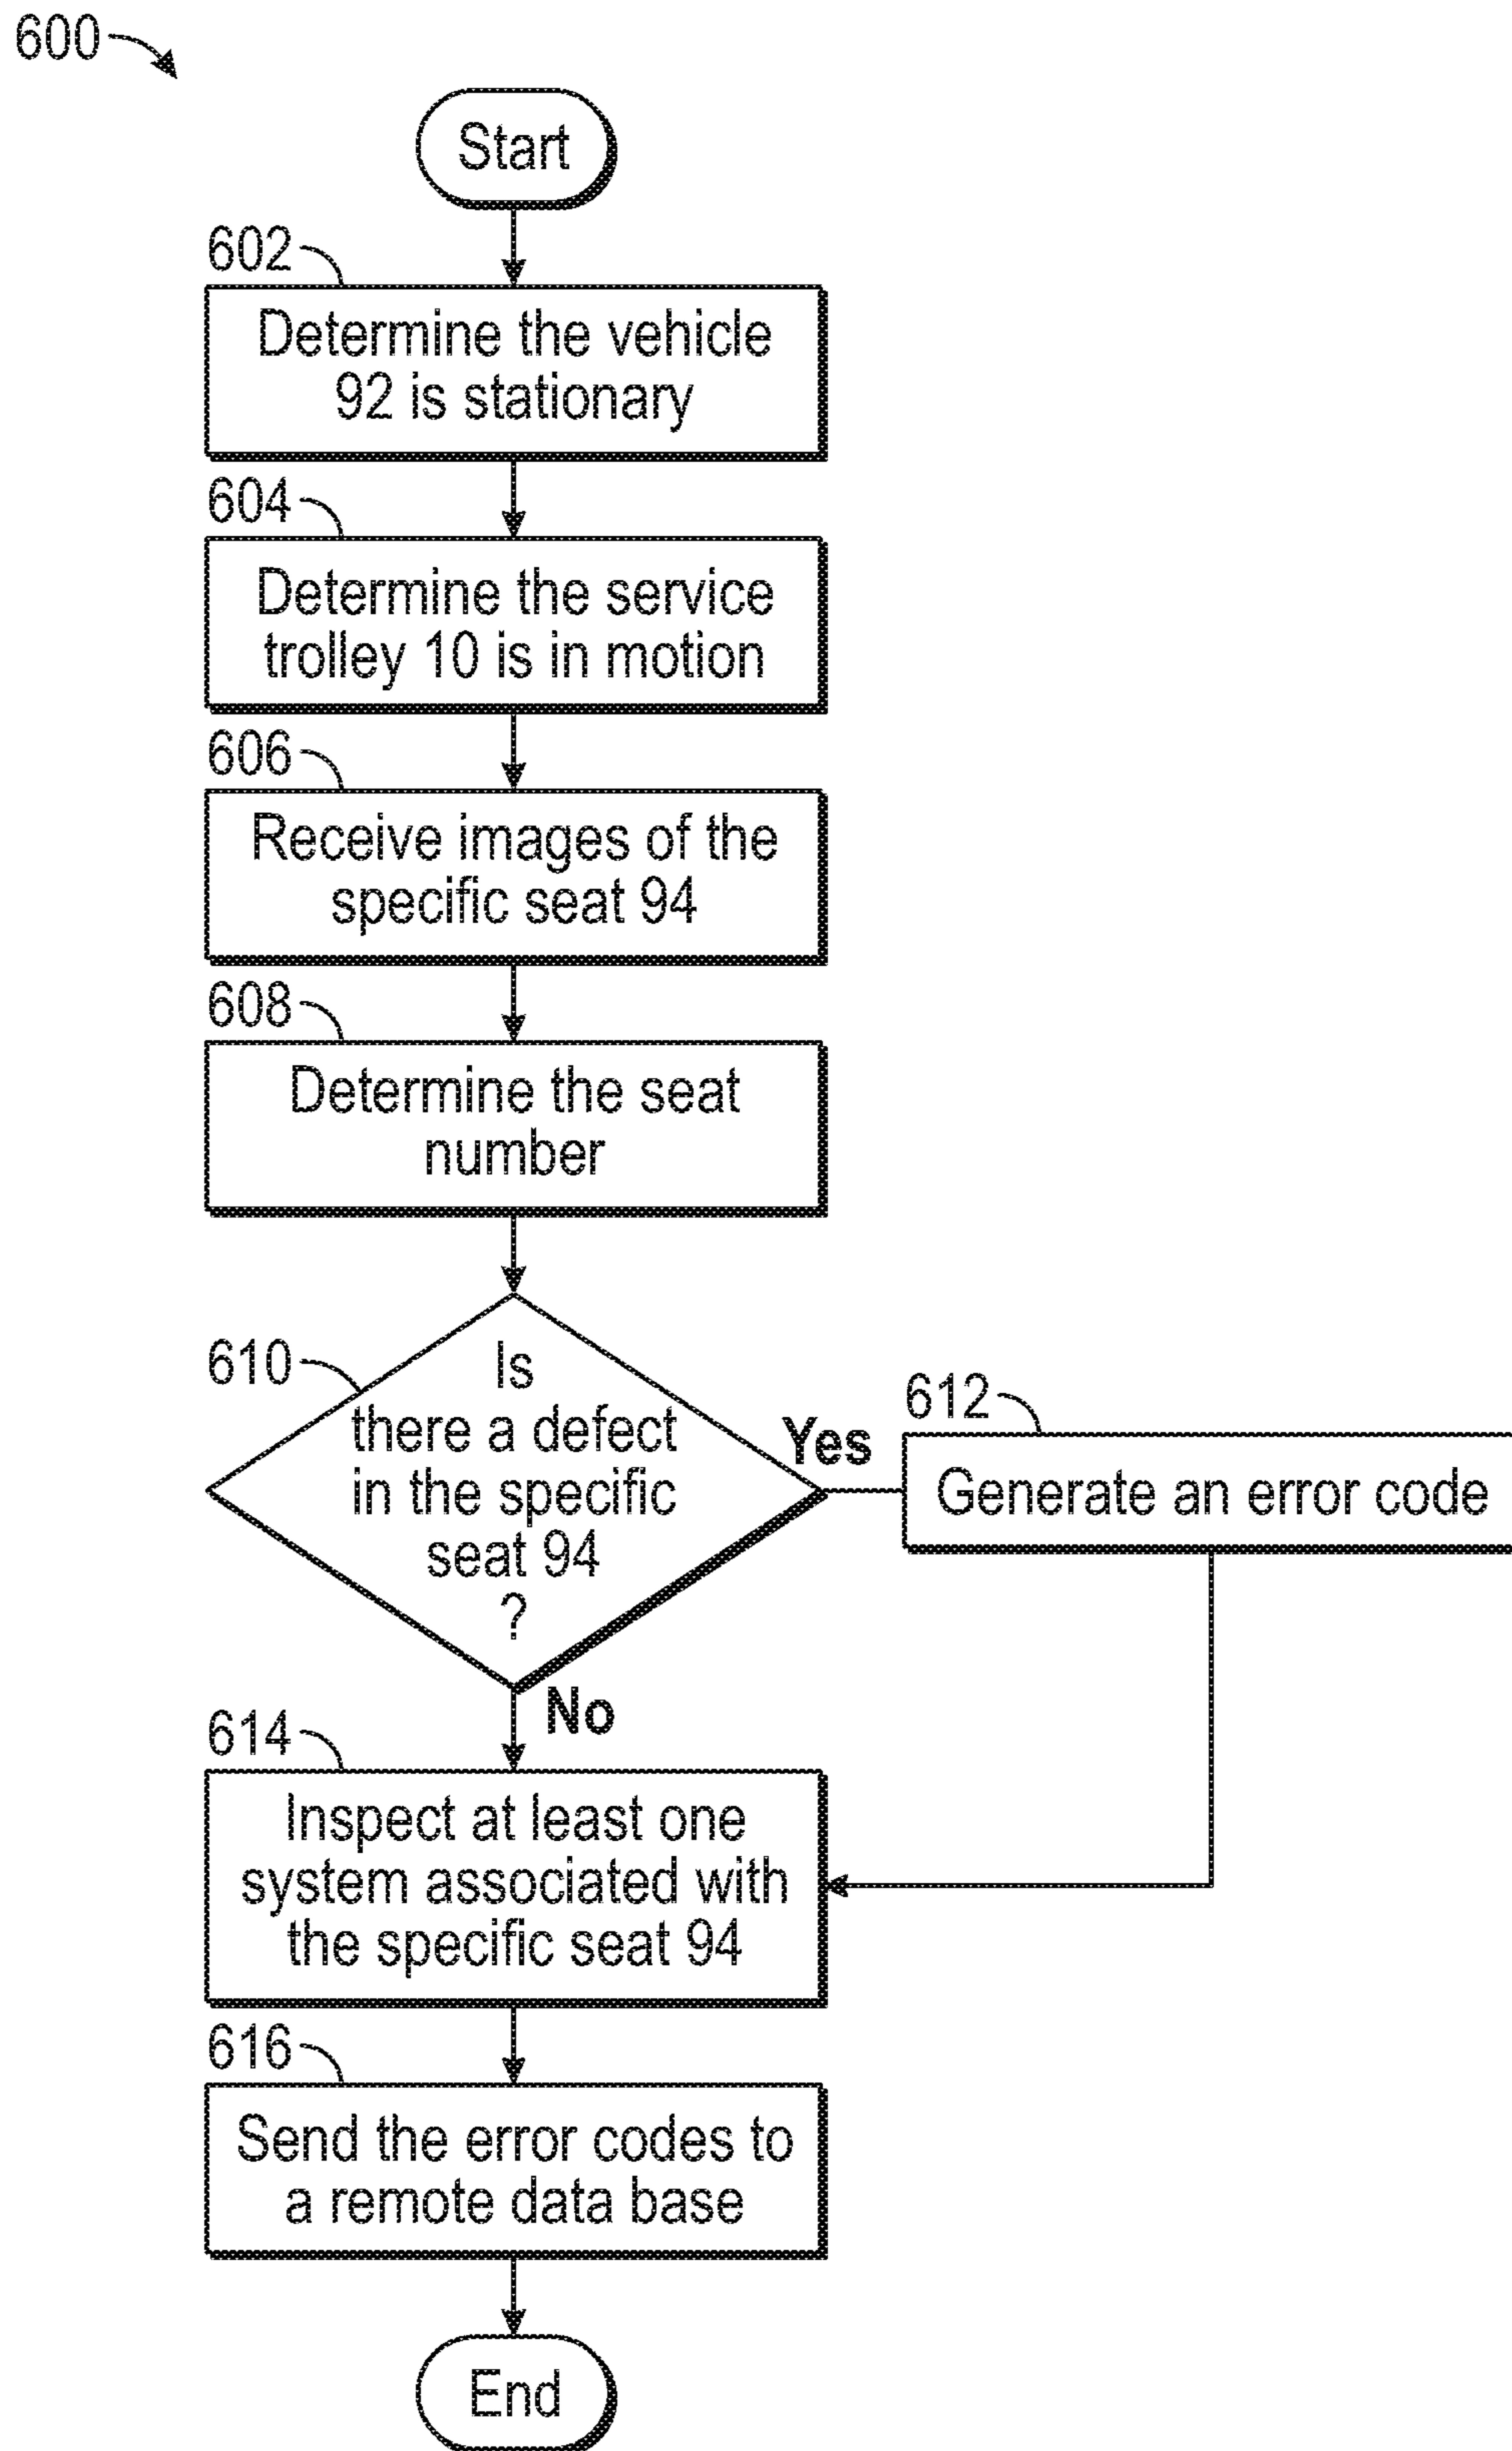 600
Start
602
Determine the vehicle
92 is stationary
604
Determine the service
trolley 10 is in motion
606
Receive images of the
specific seat 94
608
Determine the seat
number
610
Is
there a defect
in the specific
seat 94
?
Yes
612
Generate an error code
No
614
Inspect at least one
system associated with
the specific seat 94
616
Send the error codes to
a remote data base
End